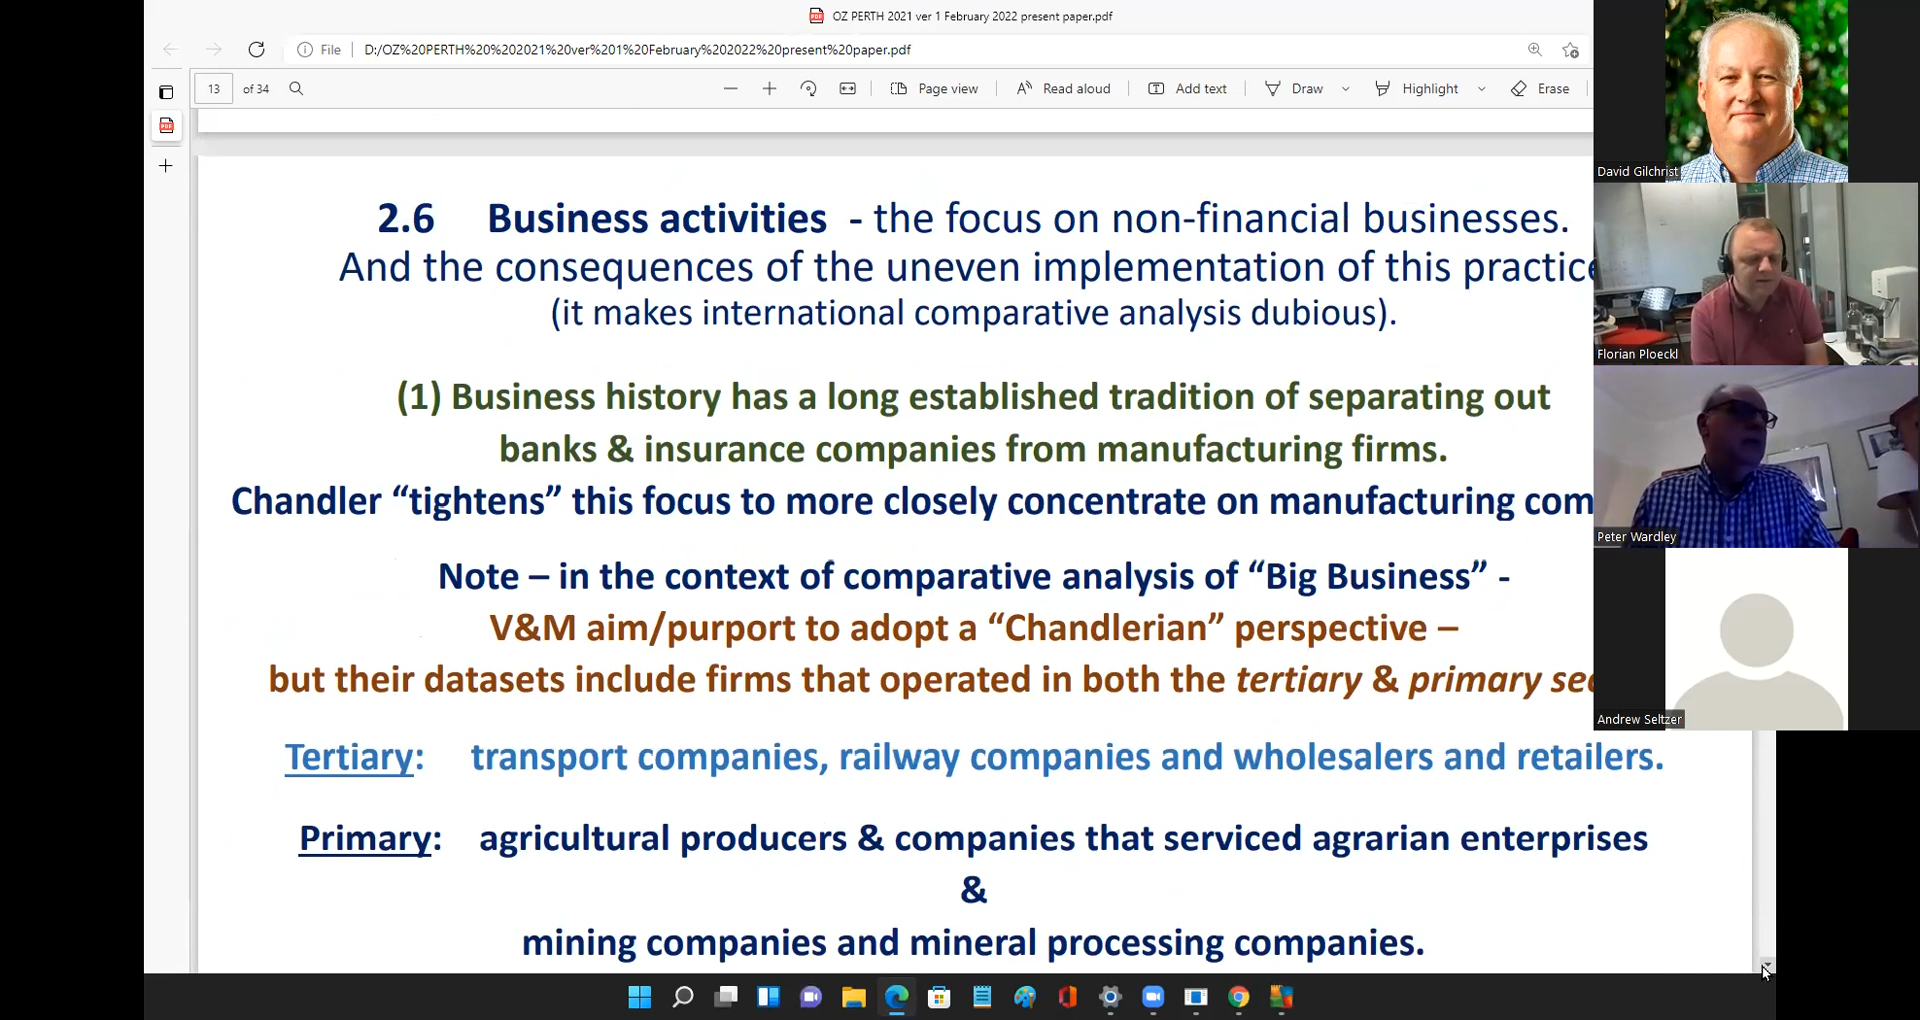 OZ PERTH 2021 ver 1 February 2022 present paper.pdf
File D:/OZ%20PERTH%20%202021%20ver%201%20February%202022%20present%20paper.pdf
13 of 34 Page view Read aloud Add text Draw Highlight Erase
2.6 Business activities - the focus on non-financial businesses.
And the consequences of the uneven implementation of this practice
(it makes international comparative analysis dubious).
(1) Business history has a long established tradition of separating out
banks & insurance companies from manufacturing firms.
Chandler “tightens” this focus to more closely concentrate on manufacturing com
Note – in the context of comparative analysis of “Big Business” -
V&M aim/purport to adopt a “Chandlerian” perspective –
but their datasets include firms that operated in both the tertiary & primary sec
Tertiary: transport companies, railway companies and wholesalers and retailers.
Primary: agricultural producers & companies that serviced agrarian enterprises
&
mining companies and mineral processing companies.
David Gilchrist
Florian Ploeckl
Peter Wardley
Andrew Seltzer